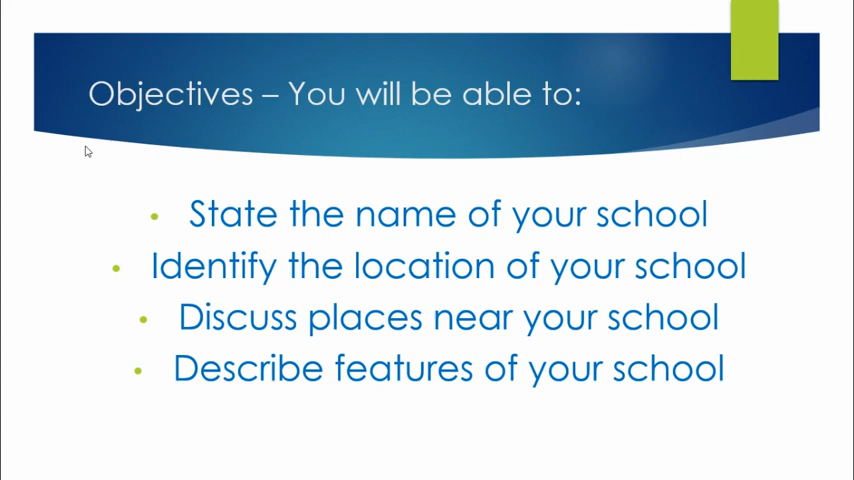 Objectives – You will be able to:
• State the name of your school
• Identify the location of your school
• Discuss places near your school
• Describe features of your school